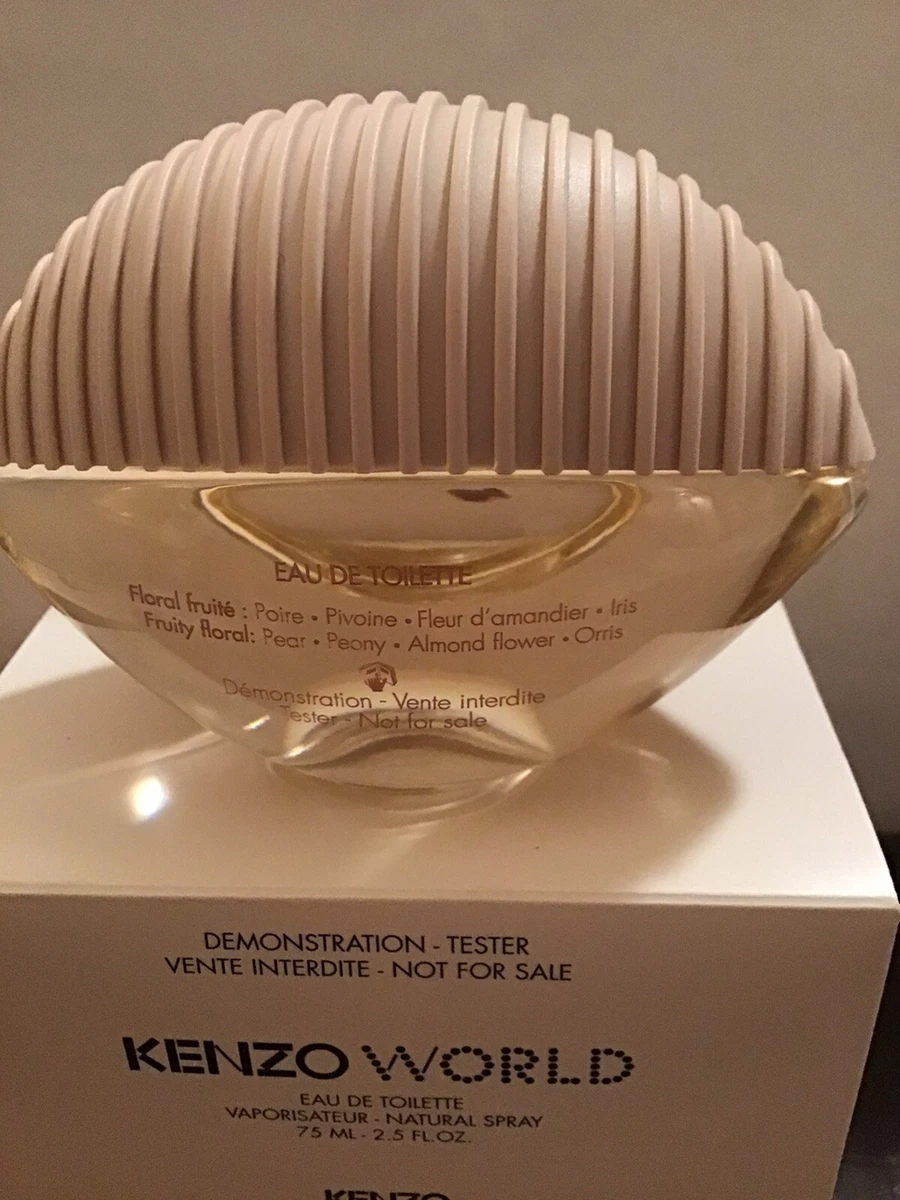 EAU DE TOILETTE
Floral fruité : Poire • Pivoine • Fleur d'amandier • Iris
Fruity floral: Pear • Peony • Almond flower • Orris
Démonstration - Vente interdite
Tester - Not for sale
DEMONSTRATION - TESTER
VENTE INTERDITE - NOT FOR SALE
KENZO WORLD
EAU DE TOILETTE
VAPORISATEUR - NATURAL SPRAY
75 ML - 2.5 FL.OZ.
KENZO